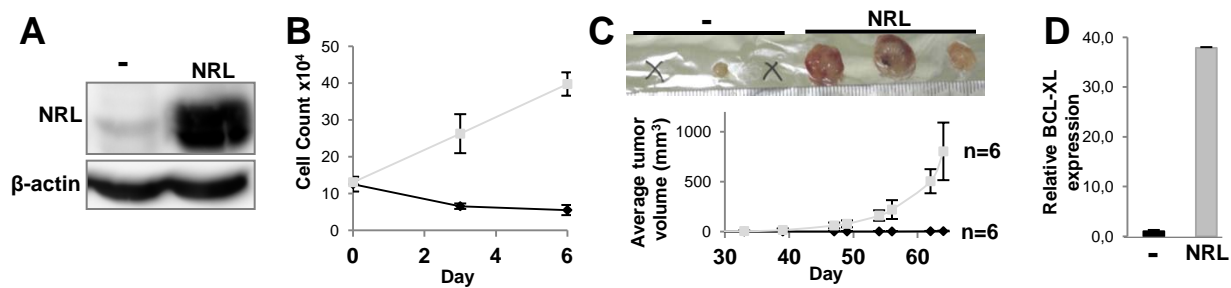 A
-
NRL
NRL
β-actin
B
Cell Count x10⁴
50
40
30
20
10
0
0
2
4
6
Day
C
-
NRL
X
X
Average tumor
volume (mm³)
1000
500
0
n=6
n=6
30
40
50
60
Day
D
Relative BCL-XL
expression
40,0
30,0
20,0
10,0
0,0
-
NRL